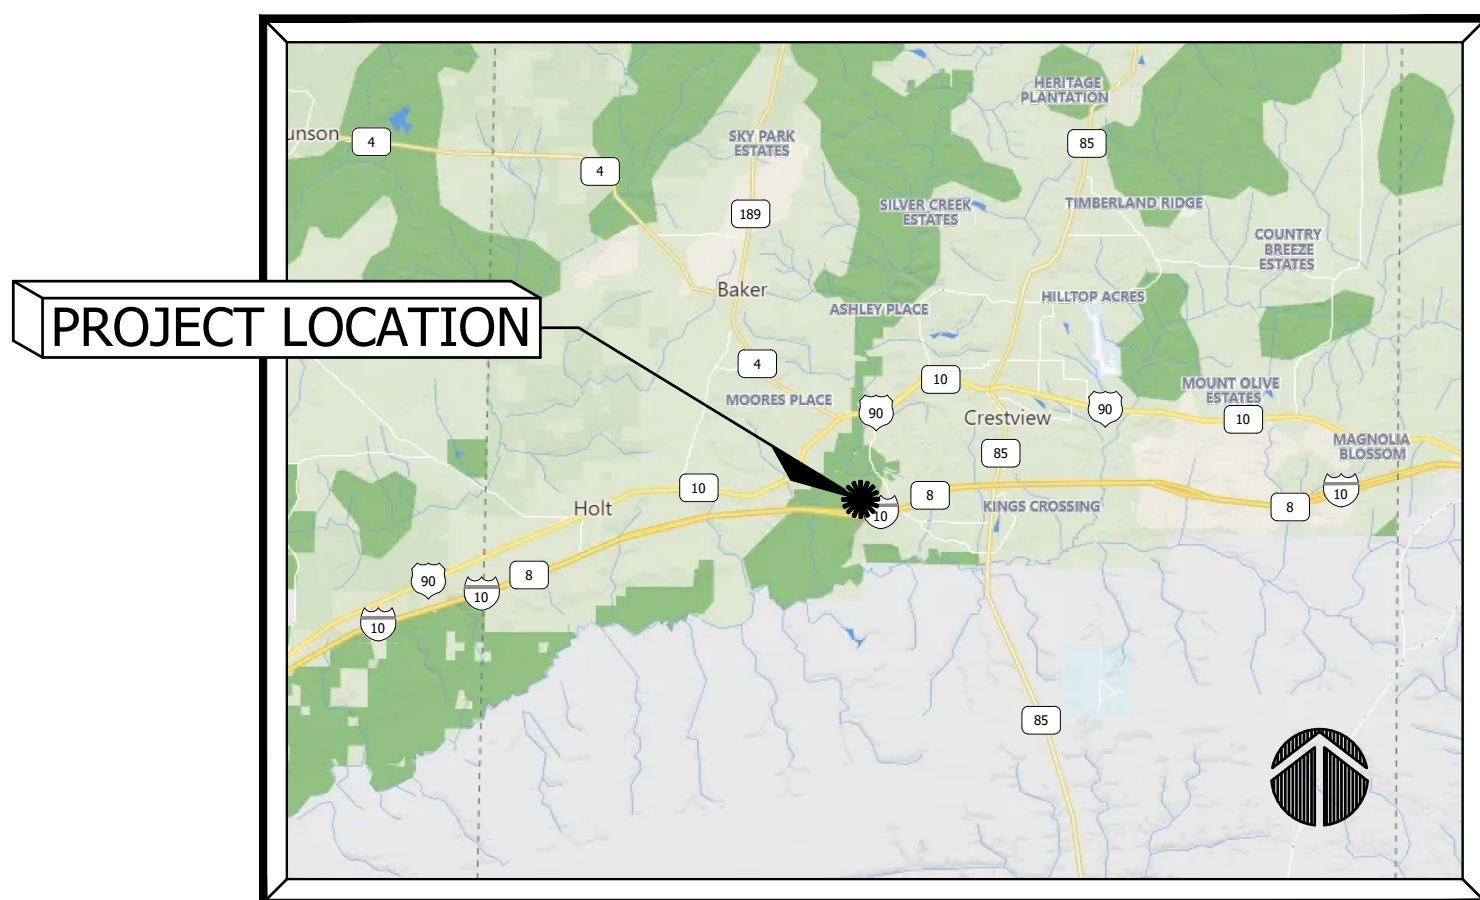 HERITAGE
PLANTATION
unson
4
SKY PARK
ESTATES
85
4
189
SILVER CREEK
ESTATES
TIMBERLAND RIDGE
COUNTRY
BREEZE
ESTATES
Baker
HILLTOP ACRES
ASHLEY PLACE
PROJECT LOCATION
4
10
MOORES PLACE
90
90
MOUNT OLIVE
ESTATES
10
Crestview
MAGNOLIA
BLOSSOM
85
10
8
10
8
KINGS CROSSING
Holt
10
90
8
10
10
85